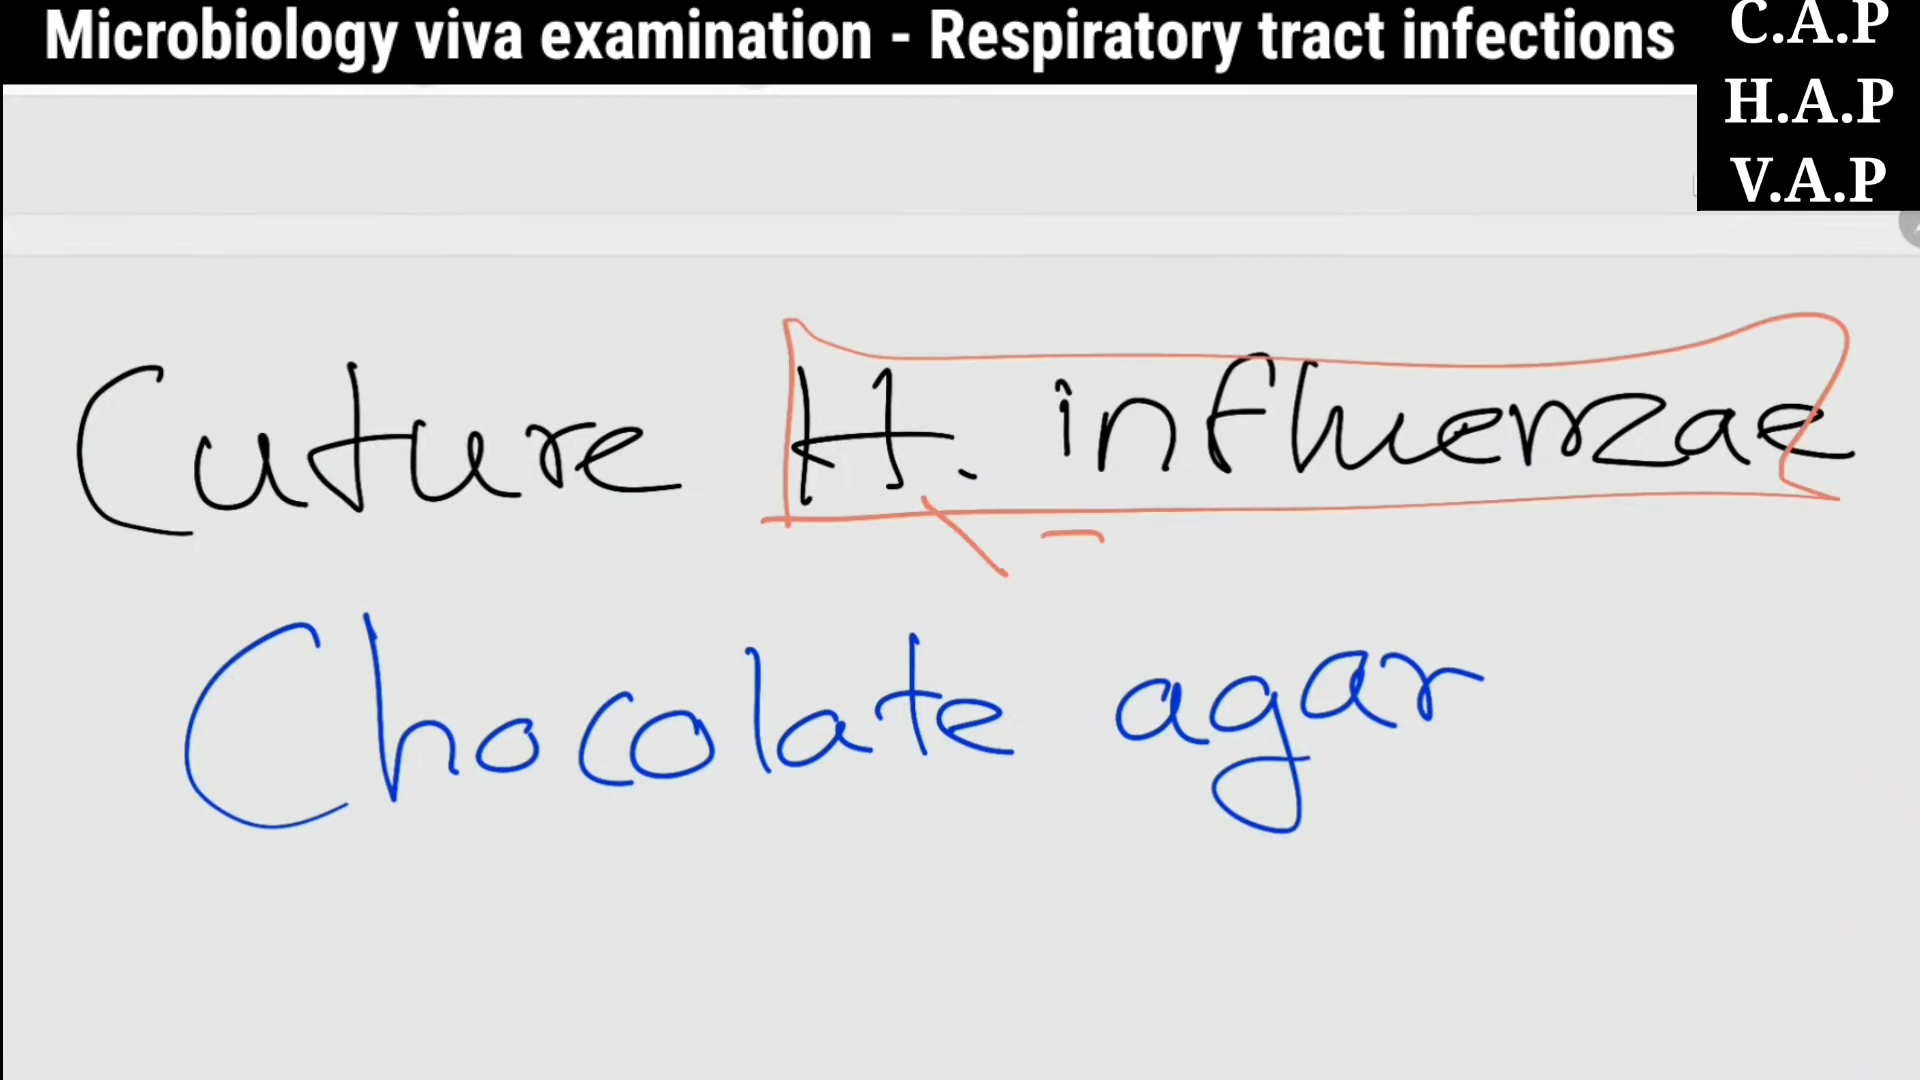 Microbiology viva examination - Respiratory tract infections
C.A.P
H.A.P
V.A.P
Cuture H. influenzae
Chocolate agar